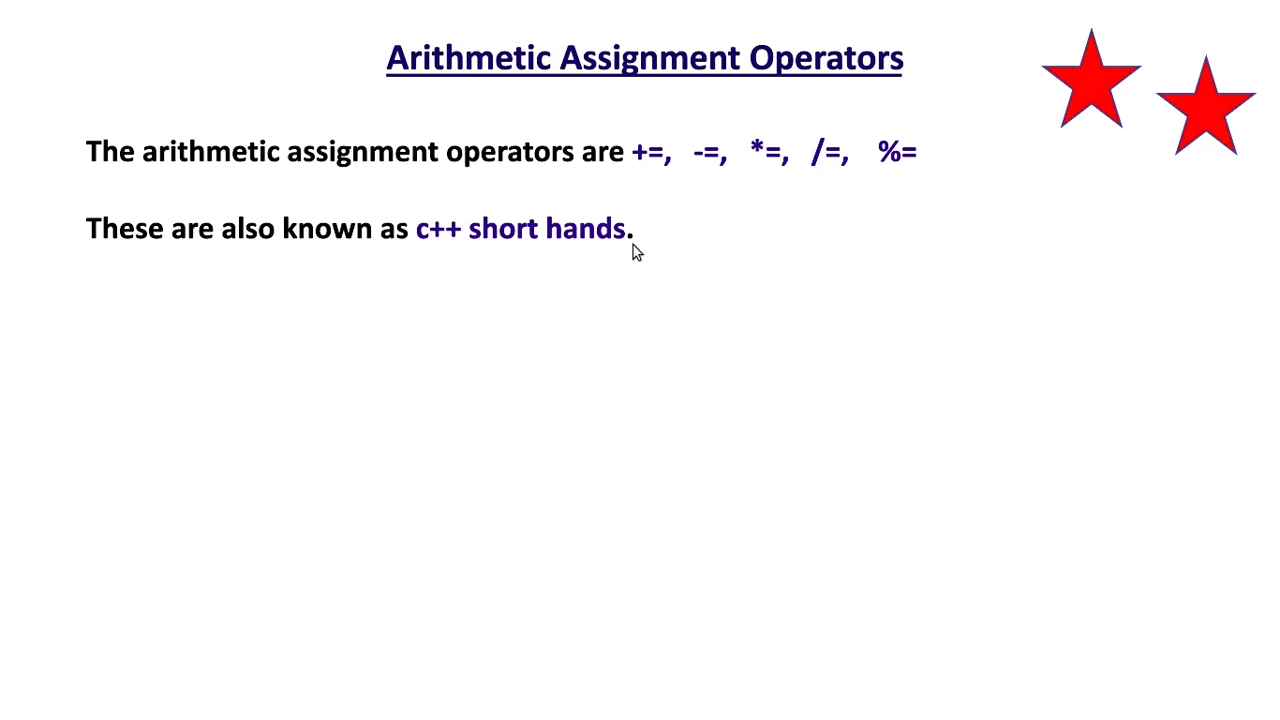 Arithmetic Assignment Operators
The arithmetic assignment operators are +=, -=, *=, /=, %=
These are also known as c++ short hands.